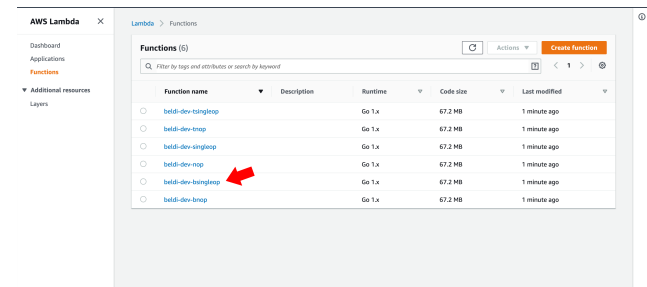 AWS Lambda
Lambda > Functions
Dashboard
Applications
Functions
Additional resources
Layers
Functions (6)
Actions
Create function
Filter by tags and attributes or search by keyword
1
Function name Description Runtime Code size Last modified
beldi-dev-tsingleop Go 1.x 67.2 MB 1 minute ago
beldi-dev-tnop Go 1.x 67.2 MB 1 minute ago
beldi-dev-singleop Go 1.x 67.2 MB 1 minute ago
beldi-dev-nop Go 1.x 67.2 MB 1 minute ago
beldi-dev-bsingleop Go 1.x 67.2 MB 1 minute ago
beldi-dev-bnop Go 1.x 67.2 MB 1 minute ago